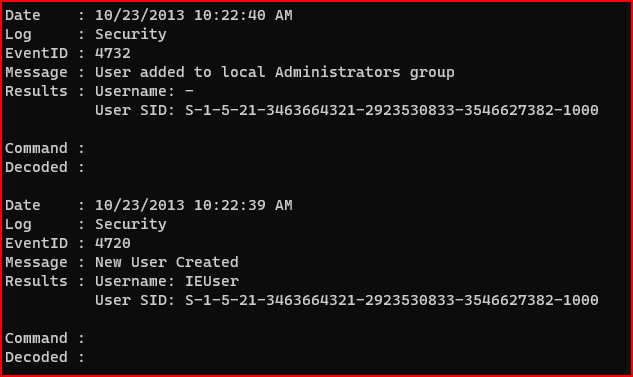 Date    : 10/23/2013 10:22:40 AM
Log     : Security
EventID : 4732
Message : User added to local Administrators group
Results : Username: -
          User SID: S-1-5-21-3463664321-2923530833-3546627382-1000
Command :
Decoded :
Date    : 10/23/2013 10:22:39 AM
Log     : Security
EventID : 4720
Message : New User Created
Results : Username: IEUser
          User SID: S-1-5-21-3463664321-2923530833-3546627382-1000
Command :
Decoded :